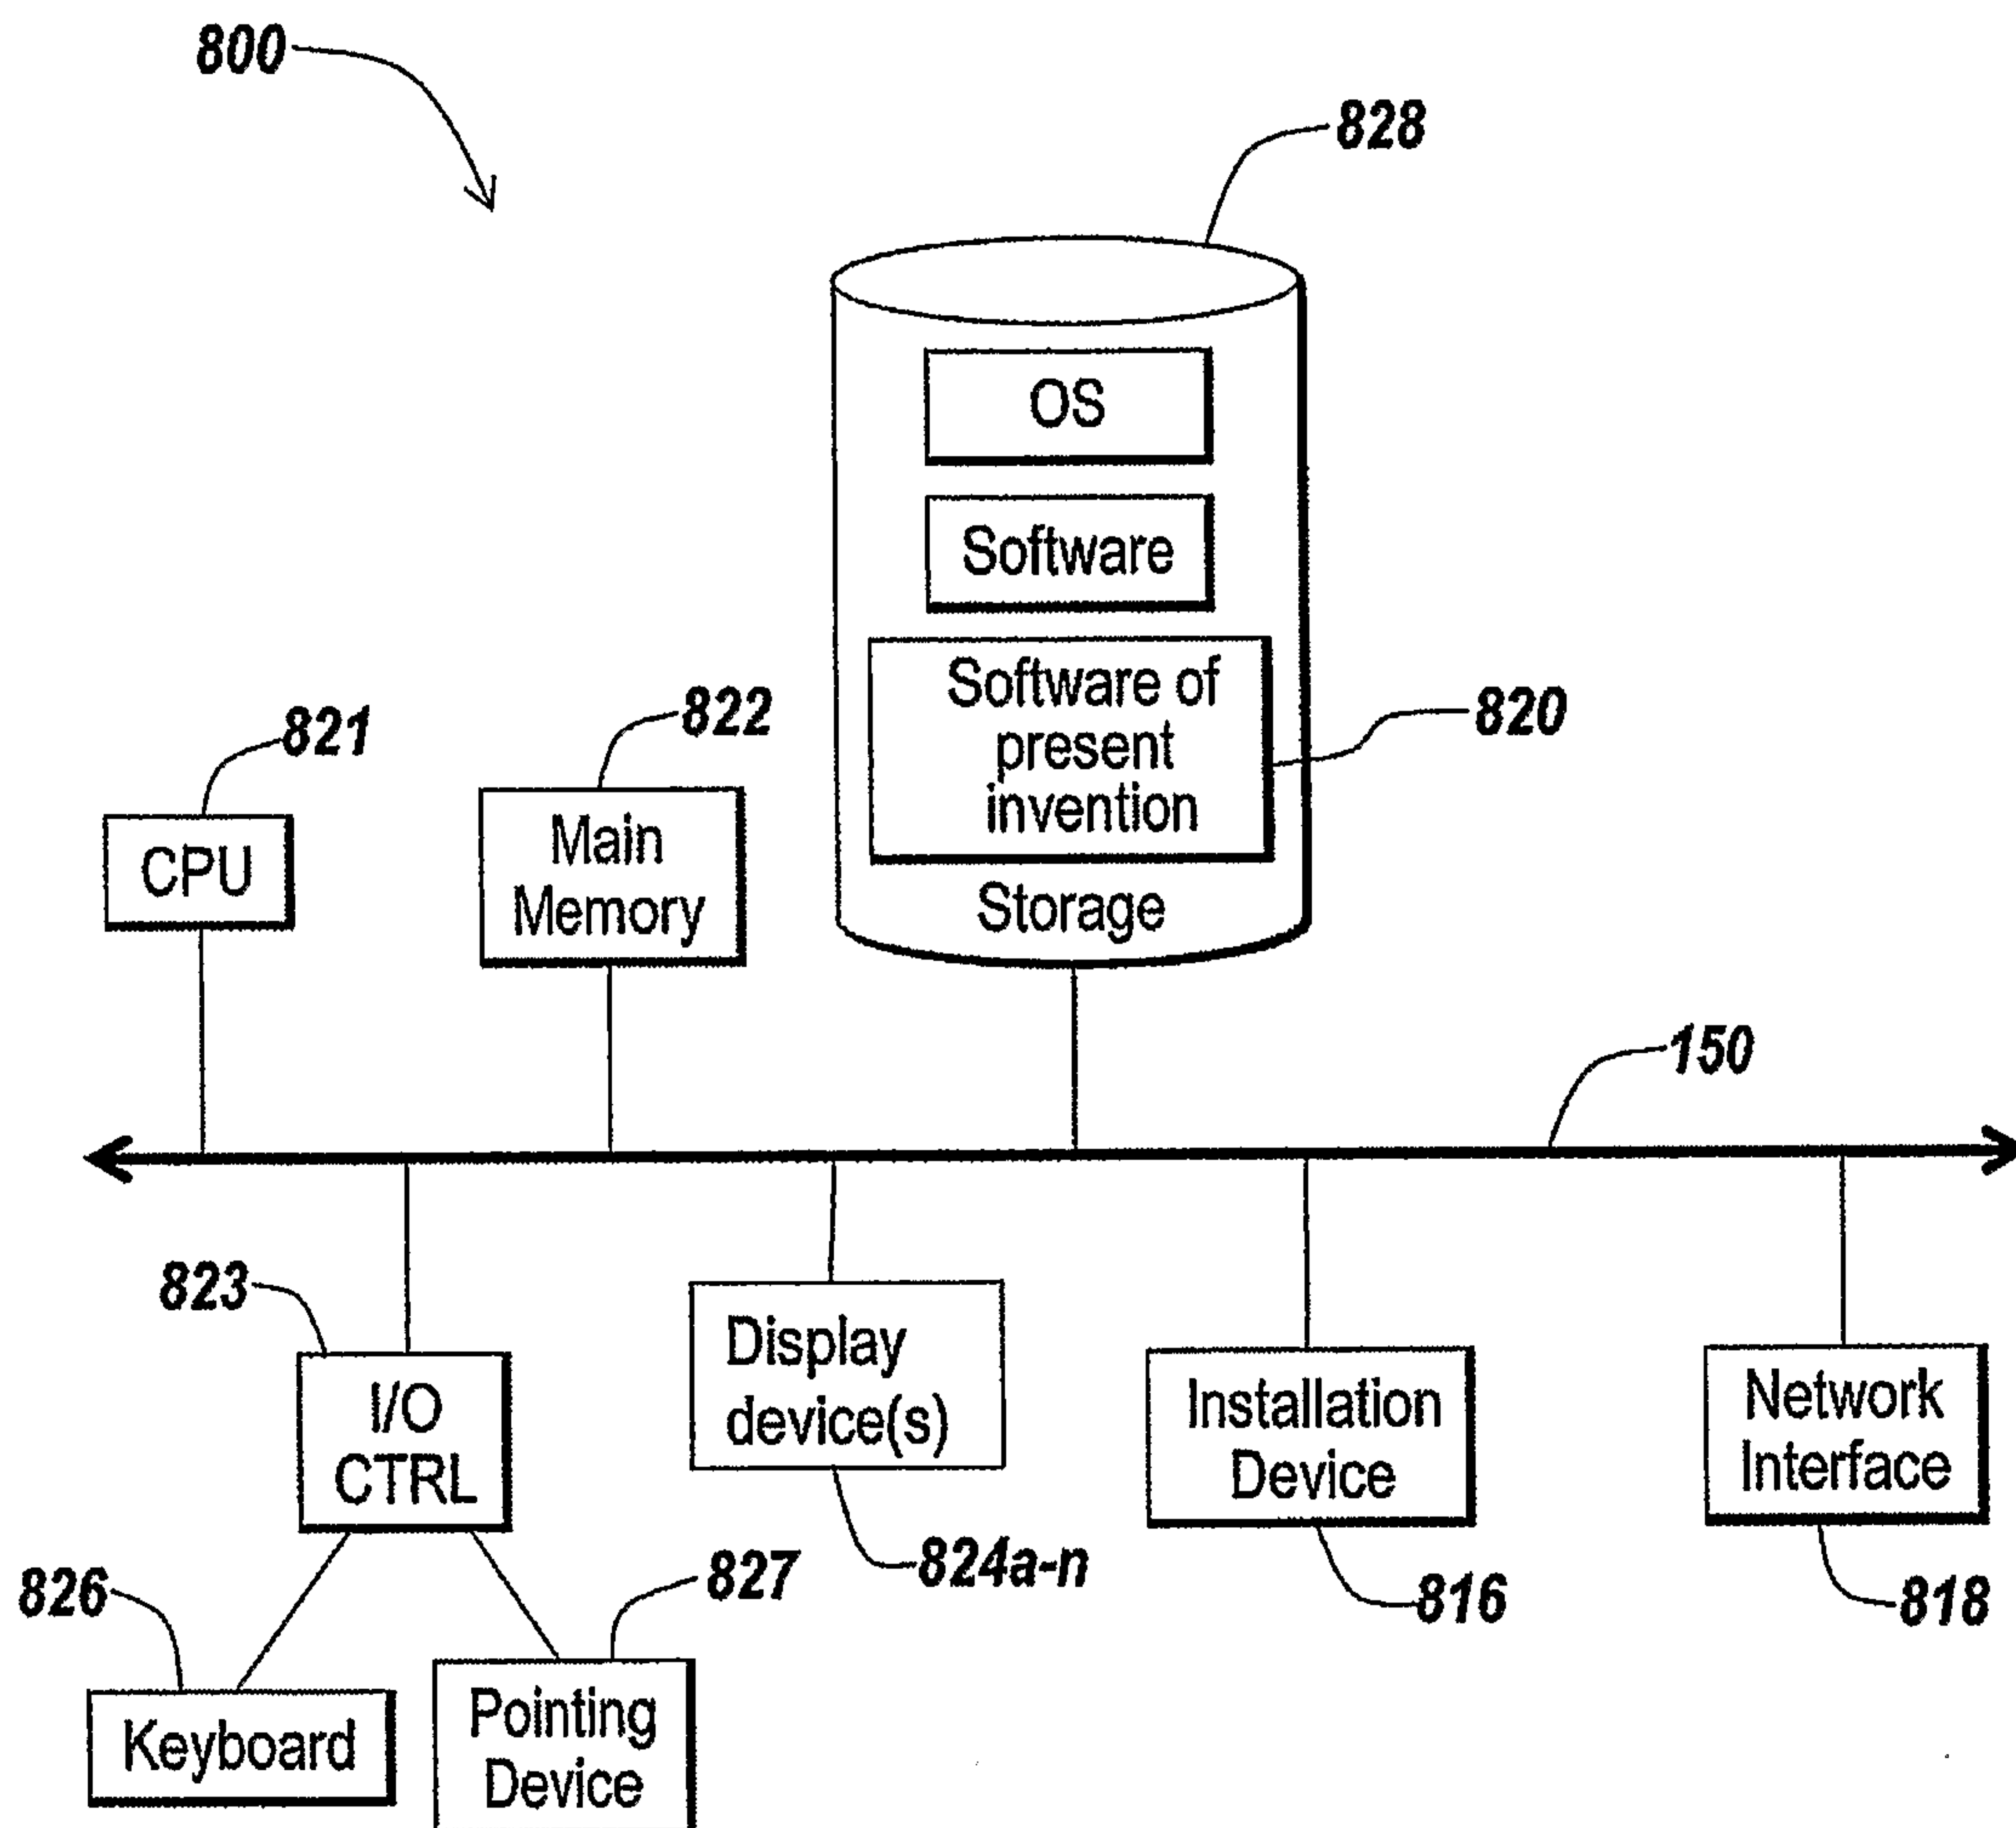 800
828
OS
Software
Software of
present
invention
820
Storage
821
CPU
822
Main
Memory
150
823
I/O
CTRL
Display
device(s)
824a-n
Installation
Device
816
Network
Interface
818
826
Keyboard
827
Pointing
Device